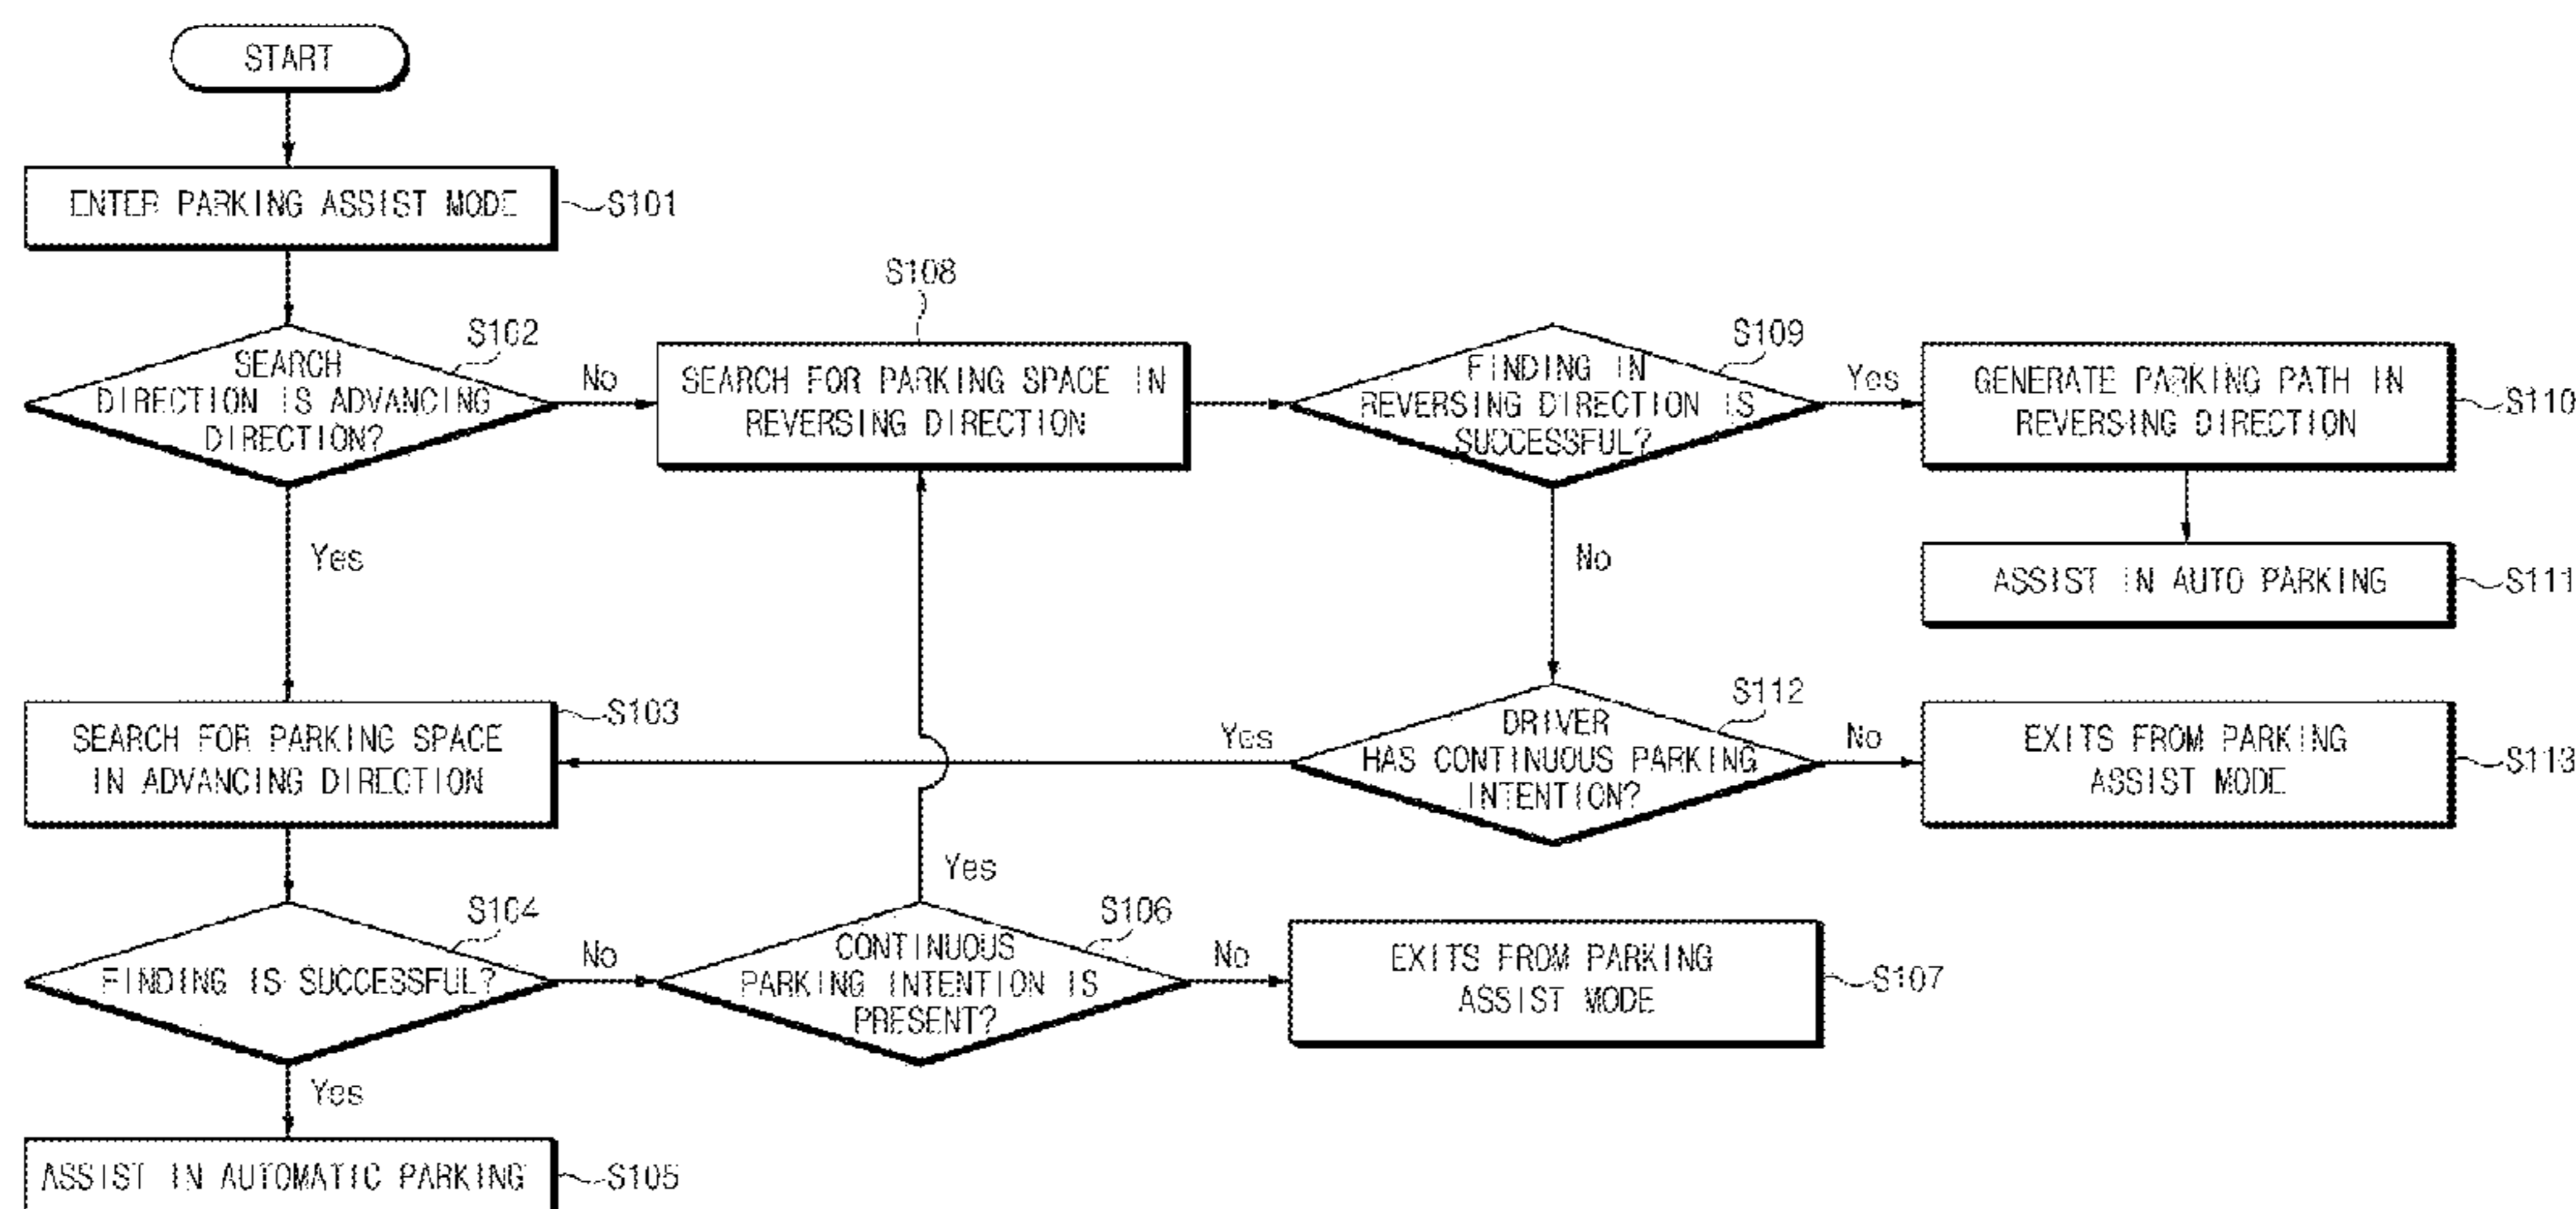 START
ENTER PARKING ASSIST MODE
S101
SEARCH
DIRECTION IS ADVANCING
DIRECTION?
S102
No
Yes
S108
SEARCH FOR PARKING SPACE IN
REVERSING DIRECTION
S109
FINDING IN
REVERSING DIRECTION IS
SUCCESSFUL?
Yes
No
GENERATE PARKING PATH IN
REVERSING DIRECTION
S110
ASSIST IN AUTO PARKING
S111
SEARCH FOR PARKING SPACE
IN ADVANCING DIRECTION
S103
Yes
S112
DRIVER
HAS CONTINUOUS PARKING
INTENTION?
No
EXITS FROM PARKING
ASSIST MODE
S113
S104
FINDING IS SUCCESSFUL?
No
Yes
Yes
S106
CONTINUOUS
PARKING INTENTION IS
PRESENT?
No
EXITS FROM PARKING
ASSIST MODE
S107
ASSIST IN AUTOMATIC PARKING
S105